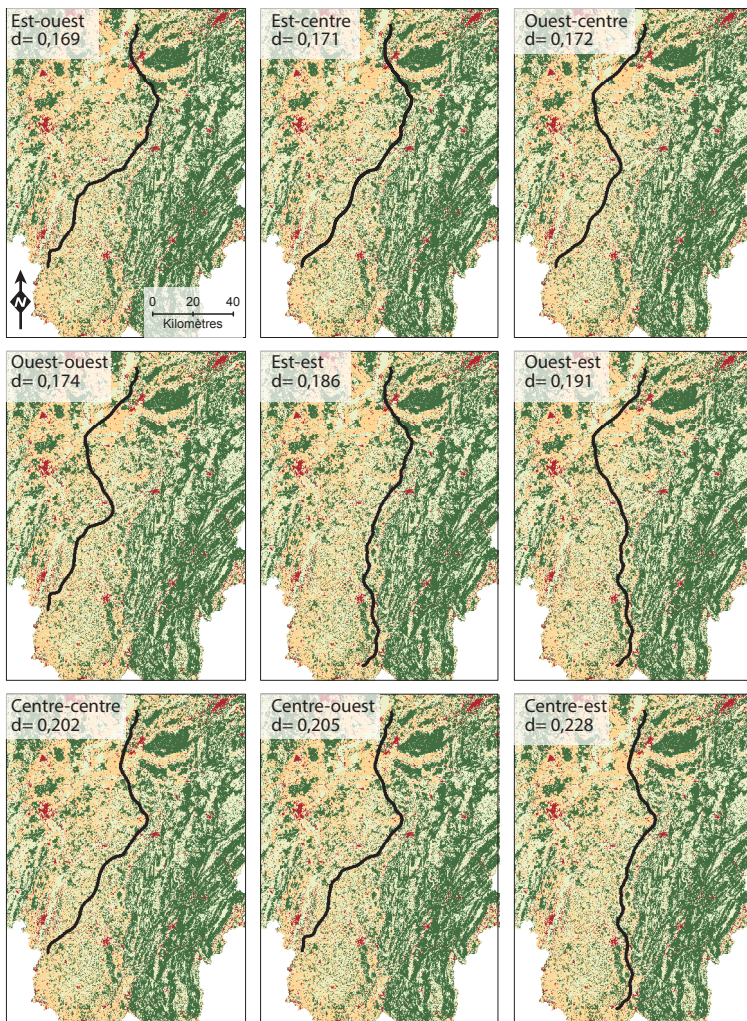 Est-ouest
d= 0,169
Est-centre
d= 0,171
Ouest-centre
d= 0,172
N
0 20 40
Kilomètres
Ouest-ouest
d= 0,174
Est-est
d= 0,186
Ouest-est
d= 0,191
Centre-centre
d= 0,202
Centre-ouest
d= 0,205
Centre-est
d= 0,228